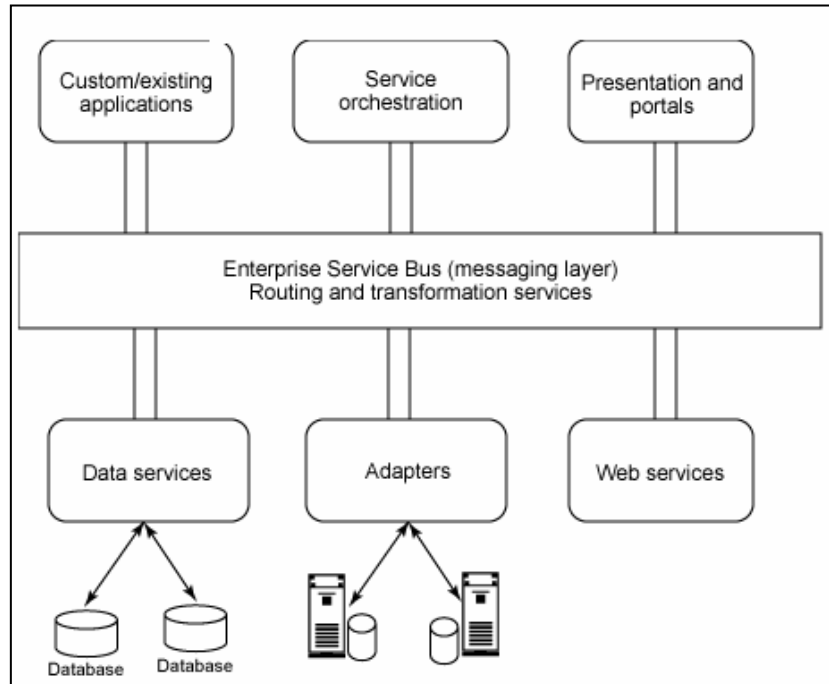 Custom/existing
applications
Service
orchestration
Presentation and
portals
Enterprise Service Bus (messaging layer)
Routing and transformation services
Data services
Adapters
Web services
Database
Database